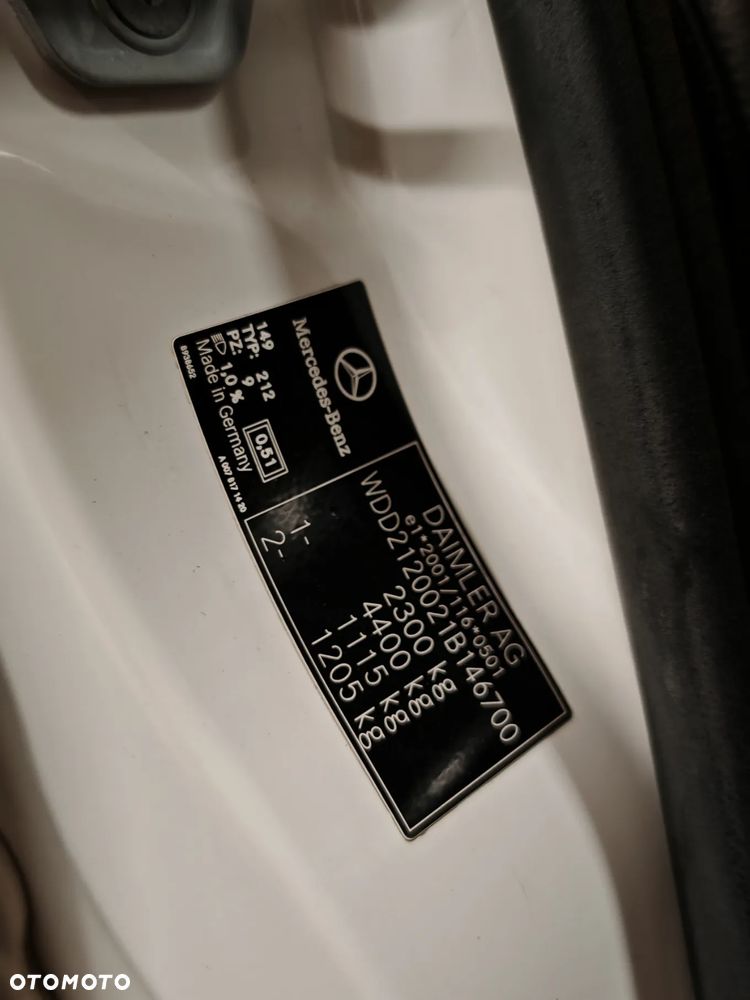 Mercedes-Benz
149
TYP: 212
PZ: 9
1,0 %
0,51
Made in Germany
8938652
A 007 817 14 20
DAIMLER AG
e1*2001/116*0501
WDD2120021B146700
2300 kg
4400 kg
1- 1115 kg
2- 1205 kg
OTOMOTO